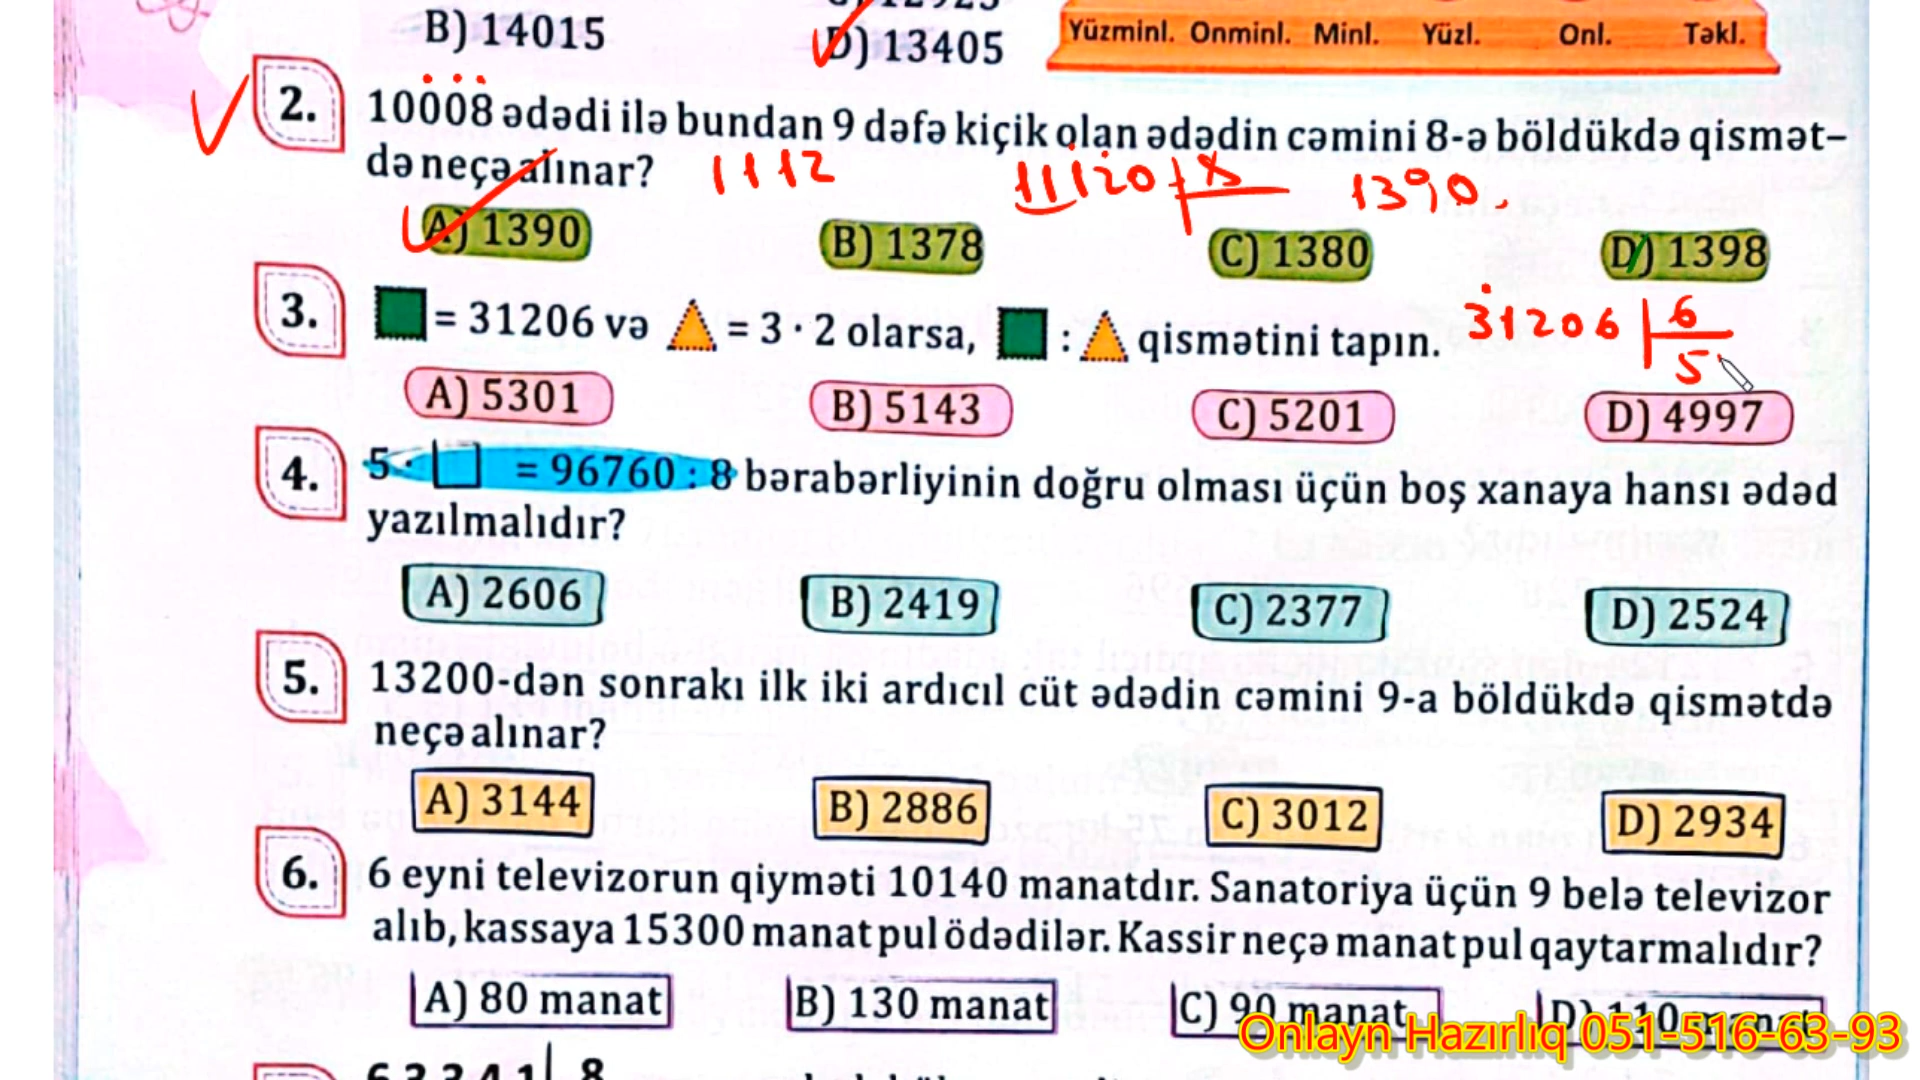 B) 14015
D) 13405
Yüzminl. Onminl. Minl. Yüzl. Onl. Təkl.
2. 10008 ədədi ilə bundan 9 dəfə kiçik olan ədədin cəmini 8-ə böldükdə qismət–
də neçə alınar? 1112 11120 8 1390.
A) 1390 B) 1378 C) 1380 D) 1398
3. = 31206 və = 3 · 2 olarsa, : qismətini tapın. 31206 6
5
A) 5301 B) 5143 C) 5201 D) 4997
4. 5 · = 96760 : 8 bərabərliyinin doğru olması üçün boş xanaya hansı ədəd
yazılmalıdır?
A) 2606 B) 2419 C) 2377 D) 2524
5. 13200-dən sonrakı ilk iki ardıcıl cüt ədədin cəmini 9-a böldükdə qismətdə
neçə alınar?
A) 3144 B) 2886 C) 3012 D) 2934
6. 6 eyni televizorun qiyməti 10140 manatdır. Sanatoriya üçün 9 belə televizor
alıb, kassaya 15300 manat pul ödədilər. Kassir neçə manat pul qaytarmalıdır?
A) 80 manat B) 130 manat C) 90 manat D) 110 manat
Onlayn Hazırlıq 051-516-63-93